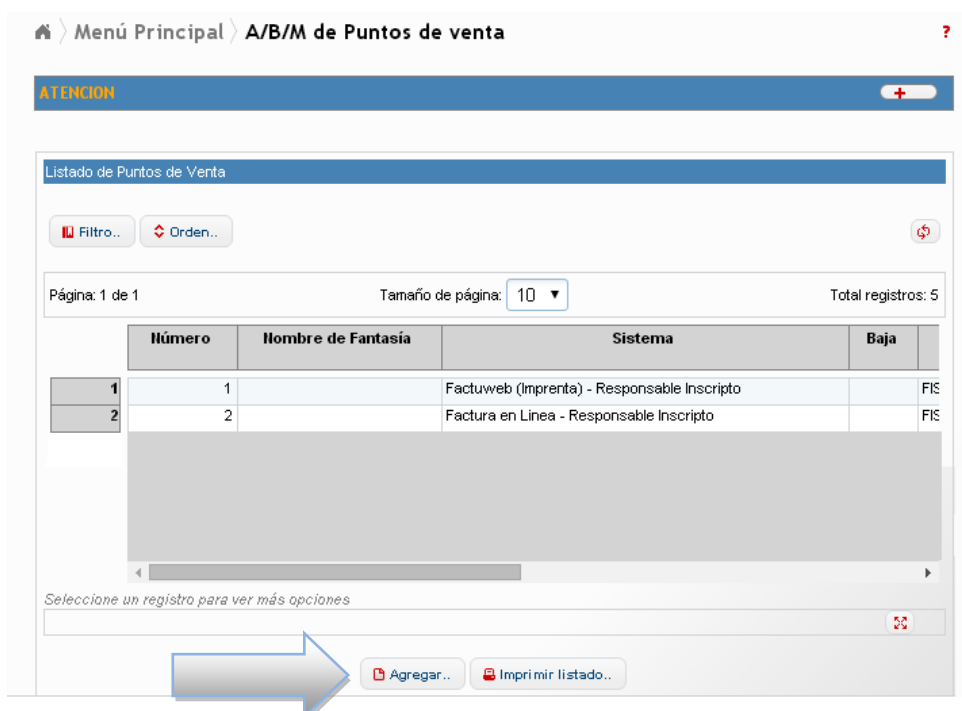 Menú Principal A/B/M de Puntos de venta ?
ATENCION +
Listado de Puntos de Venta
Filtro.. Orden..
Página: 1 de 1 Tamaño de página: 10 Total registros: 5
Número Nombre de Fantasía Sistema Baja
1 1 Factuweb (Imprenta) - Responsable Inscripto FIS
2 2 Factura en Linea - Responsable Inscripto FIS
Seleccione un registro para ver más opciones
Agregar.. Imprimir listado..